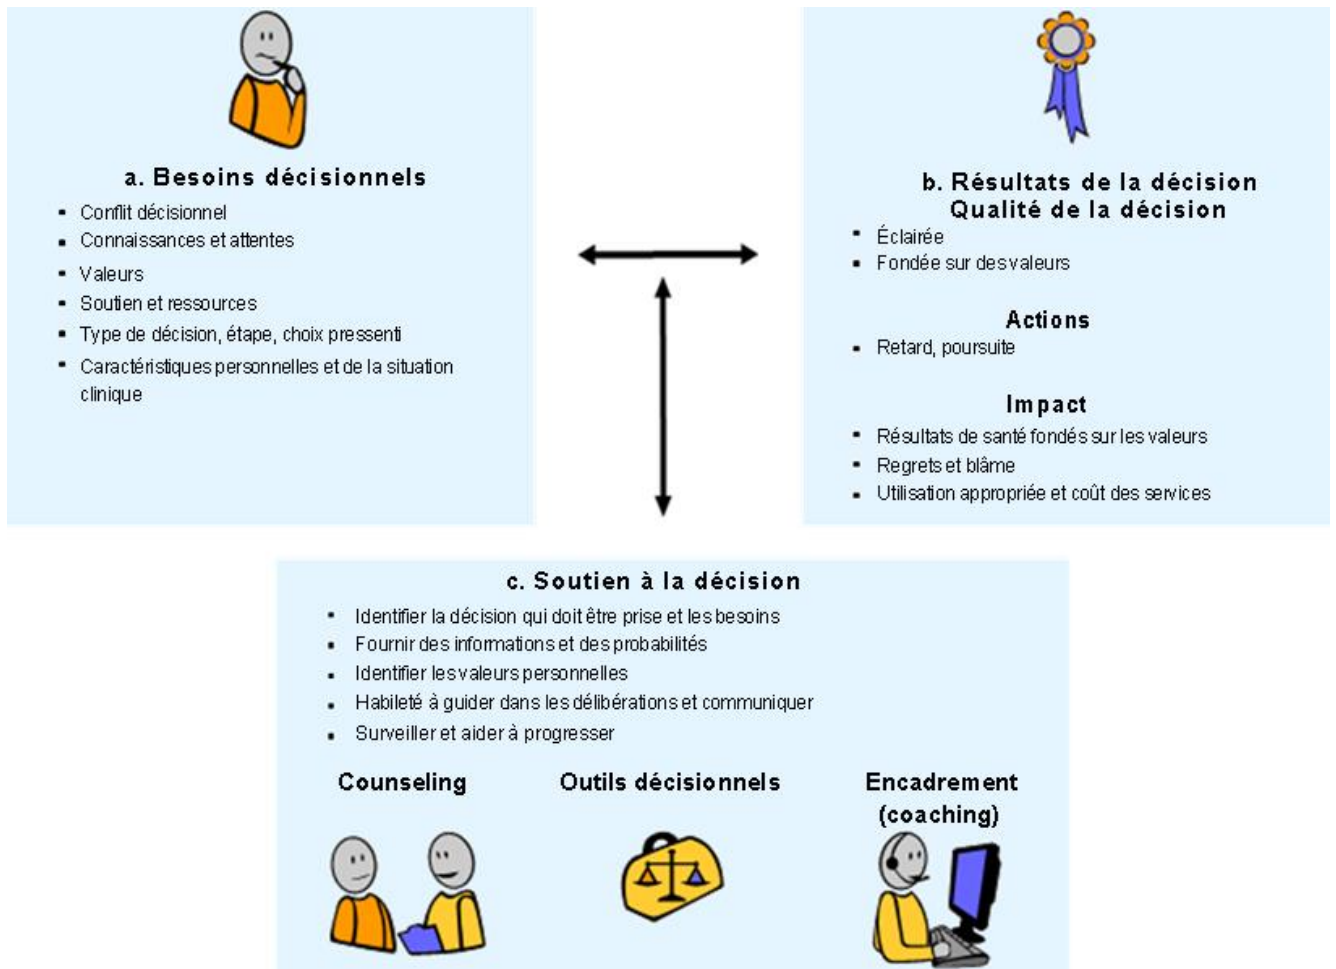 a. Besoins décisionnels
Conflit décisionnel
Connaissances et attentes
Valeurs
Soutien et ressources
Type de décision, étape, choix pressenti
Caractéristiques personnelles et de la situation
clinique
b. Résultats de la décision
Qualité de la décision
Éclairée
Fondée sur des valeurs
Actions
Retard, poursuite
Impact
Résultats de santé fondés sur les valeurs
Regrets et blâme
Utilisation appropriée et coût des services
c. Soutien à la décision
Identifier la décision qui doit être prise et les besoins
Fournir des informations et des probabilités
Identifier les valeurs personnelles
Habileté à guider dans les délibérations et communiquer
Surveiller et aider à progresser
Counseling
Outils décisionnels
Encadrement
(coaching)